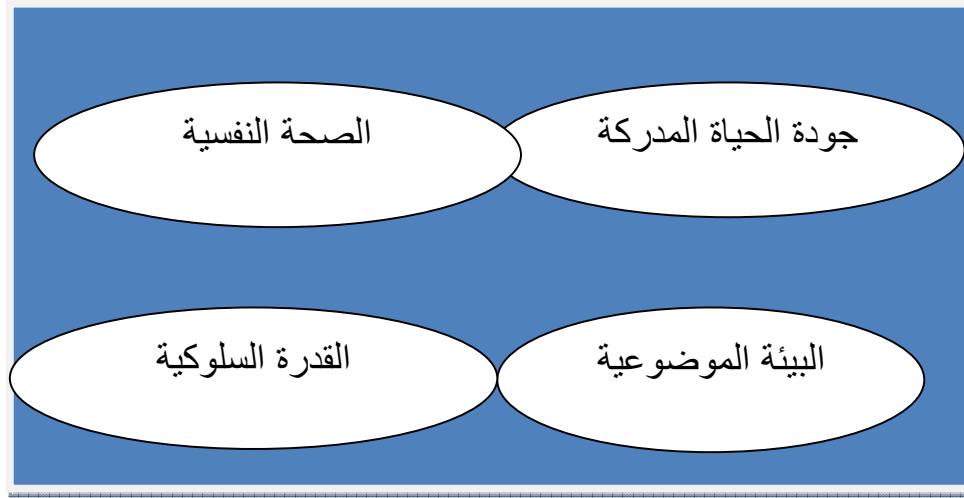 جودة الحياة المدركة
الصحة النفسية
البيئة الموضوعية
القدرة السلوكية